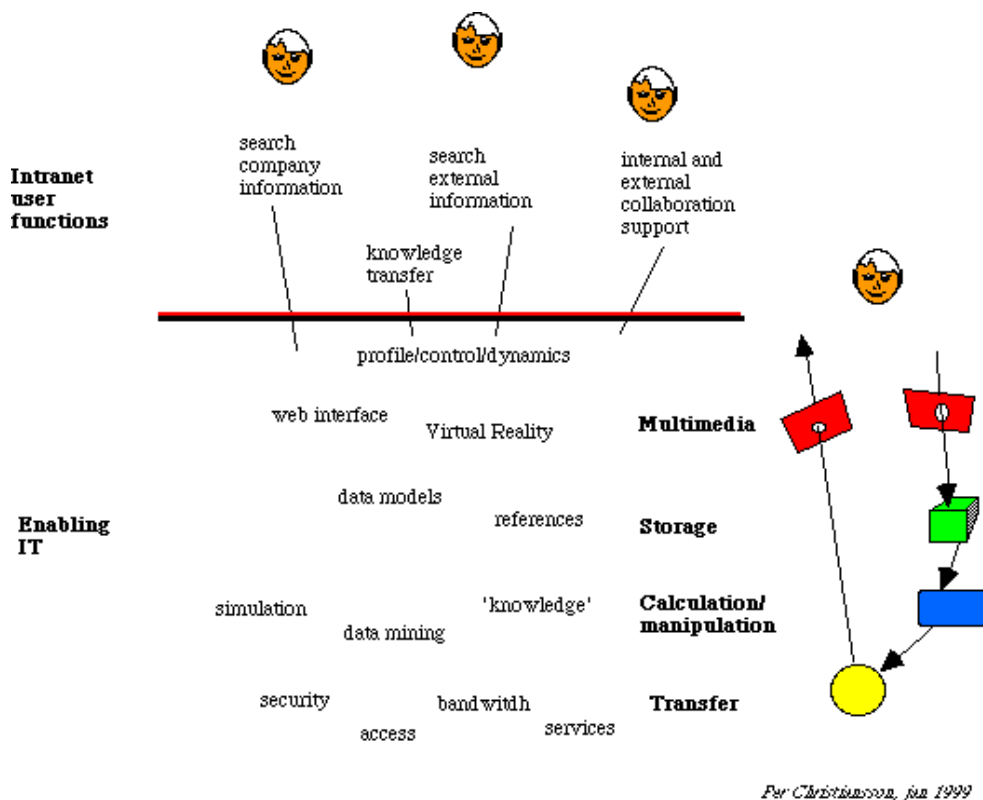 search
company
information
search
external
information
internal and
external
collaboration
support
Intranet
user
functions
knowledge
transfer
profile/control/dynamics
web interface
Virtual Reality
Multimedia
data models
references
Storage
Enabling
IT
simulation
'knowledge'
data mining
Calculation/
manipulation
security
bandwitdh
Transfer
access
services
Per Christiansson, jan 1999